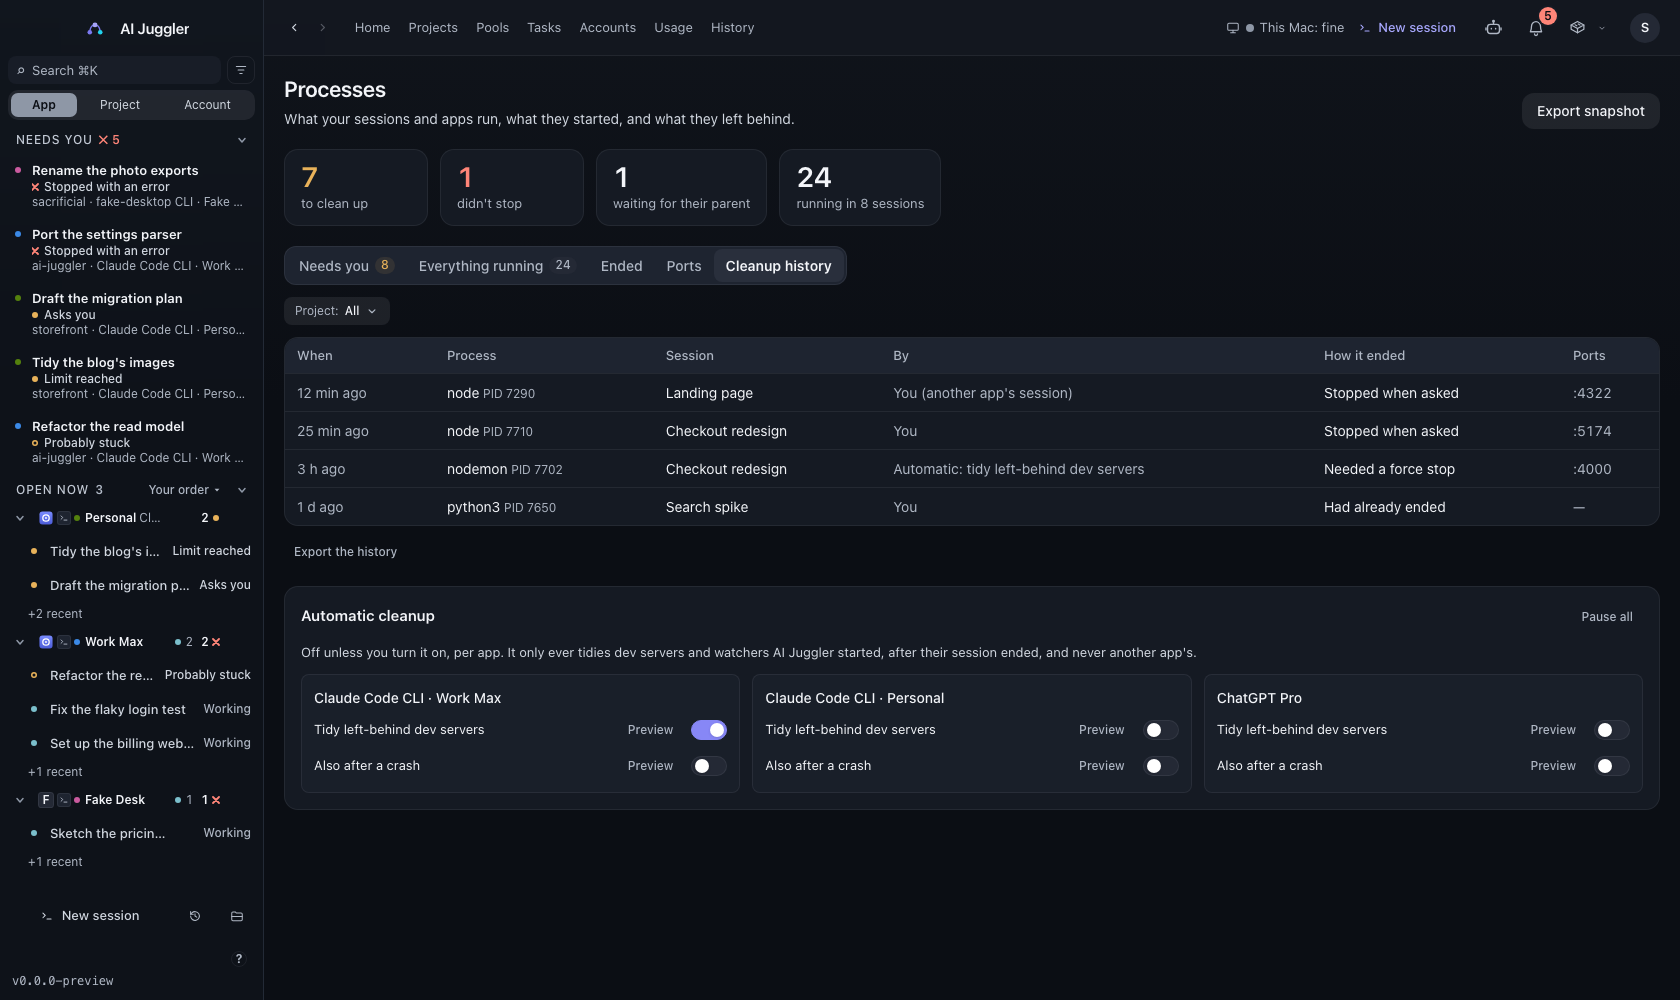 AI Juggler
Search ⌘K
App Project Account
NEEDS YOU 5
Rename the photo exports
Stopped with an error
sacrificial · fake-desktop CLI · Fake ...
Port the settings parser
Stopped with an error
ai-juggler · Claude Code CLI · Work ...
Draft the migration plan
Asks you
storefront · Claude Code CLI · Perso...
Tidy the blog's images
Limit reached
storefront · Claude Code CLI · Perso...
Refactor the read model
Probably stuck
ai-juggler · Claude Code CLI · Work ...
OPEN NOW 3 Your order
Personal Cl... 2
Tidy the blog's i... Limit reached
Draft the migration p... Asks you
+2 recent
Work Max 2 2
Refactor the re... Probably stuck
Fix the flaky login test Working
Set up the billing web... Working
+1 recent
F Fake Desk 1 1
Sketch the pricin... Working
+1 recent
New session
?
v0.0.0-preview
Home Projects Pools Tasks Accounts Usage History
This Mac: fine New session 5 S
Processes
What your sessions and apps run, what they started, and what they left behind.
Export snapshot
7 to clean up
1 didn't stop
1 waiting for their parent
24 running in 8 sessions
Needs you 8 Everything running 24 Ended Ports Cleanup history
Project: All
When Process Session By How it ended Ports
12 min ago node PID 7290 Landing page You (another app's session) Stopped when asked :4322
25 min ago node PID 7710 Checkout redesign You Stopped when asked :5174
3 h ago nodemon PID 7702 Checkout redesign Automatic: tidy left-behind dev servers Needed a force stop :4000
1 d ago python3 PID 7650 Search spike You Had already ended —
Export the history
Automatic cleanup Pause all
Off unless you turn it on, per app. It only ever tidies dev servers and watchers AI Juggler started, after their session ended, and never another app's.
Claude Code CLI · Work Max
Tidy left-behind dev servers Preview
Also after a crash Preview
Claude Code CLI · Personal
Tidy left-behind dev servers Preview
Also after a crash Preview
ChatGPT Pro
Tidy left-behind dev servers Preview
Also after a crash Preview